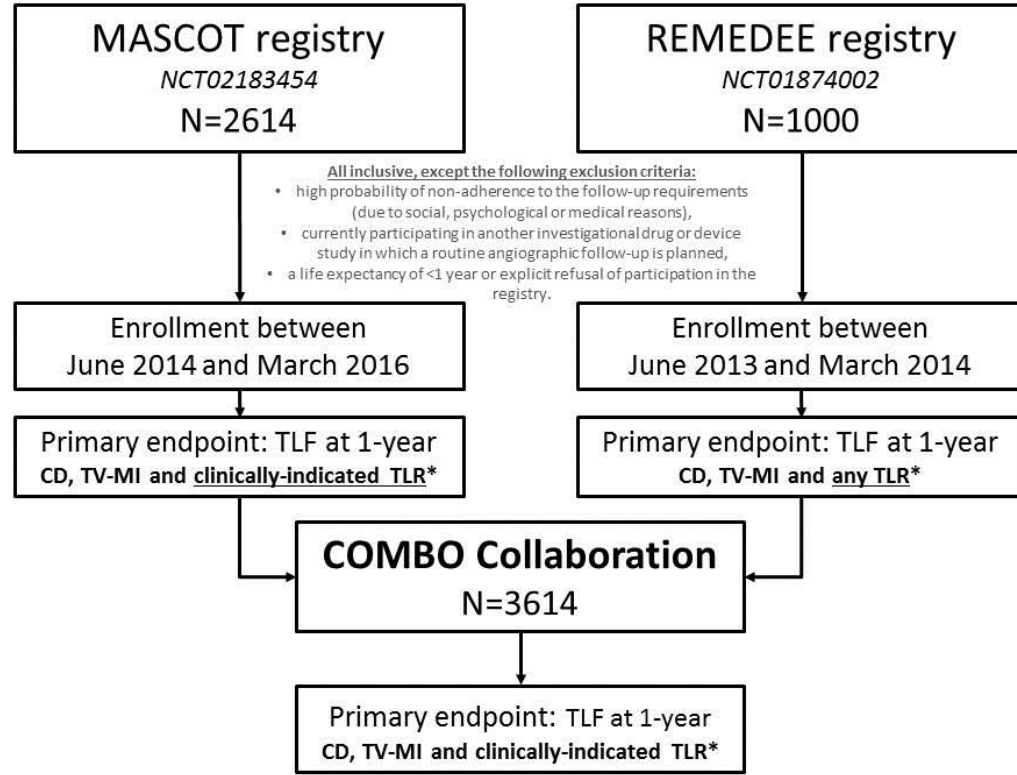 MASCOT registry
NCT02183454
N=2614
REMEDEE registry
NCT01874002
N=1000
All inclusive, except the following exclusion criteria:
• high probability of non-adherence to the follow-up requirements
(due to social, psychological or medical reasons),
• currently participating in another investigational drug or device
study in which a routine angiographic follow-up is planned,
• a life expectancy of <1 year or explicit refusal of participation in the
registry.
Enrollment between
June 2014 and March 2016
Enrollment between
June 2013 and March 2014
Primary endpoint: TLF at 1-year
CD, TV-MI and clinically-indicated TLR*
Primary endpoint: TLF at 1-year
CD, TV-MI and any TLR*
COMBO Collaboration
N=3614
Primary endpoint: TLF at 1-year
CD, TV-MI and clinically-indicated TLR*